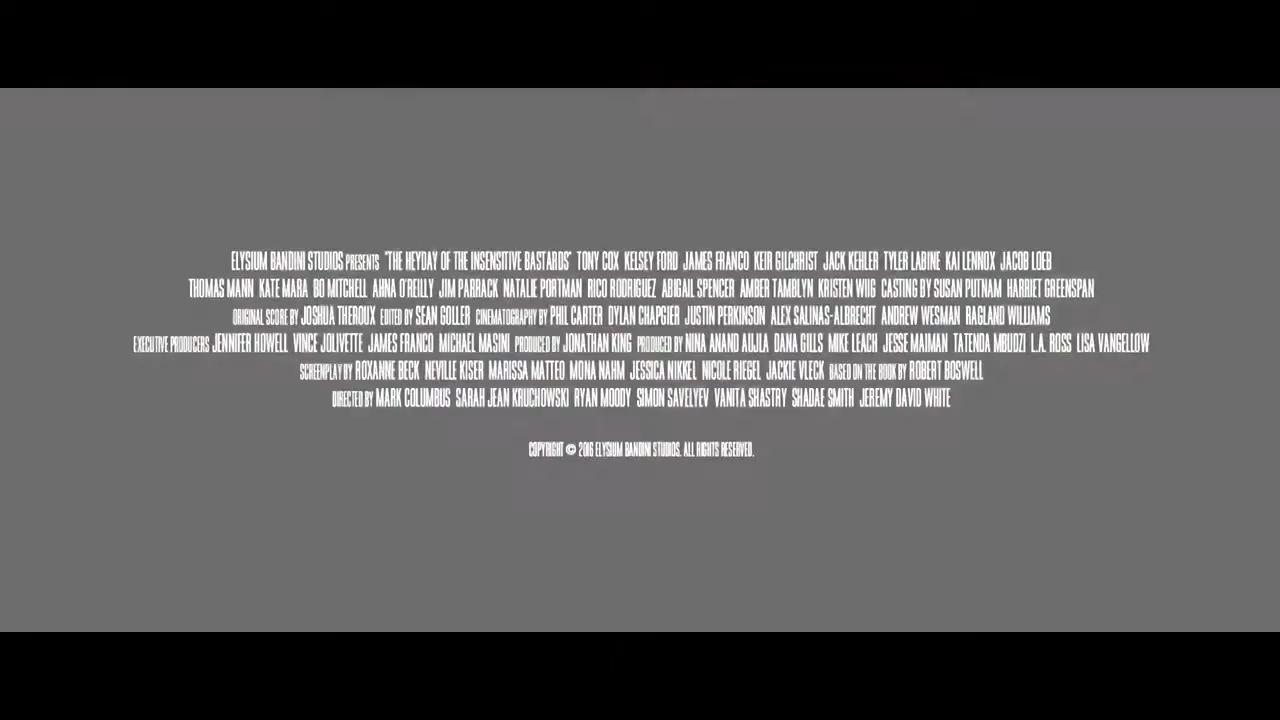 ELYSIUM BANDINI STUDIOS PRESENTS "THE HEYDAY OF THE INSENSITIVE BASTARDS" TONY COX KELSEY FORD JAMES FRANCO KEIR GILCHRIST JACK KEHLER TYLER LABINE KAI LENNOX JACOB LOEB
THOMAS MANN KATE MARA BO MITCHELL AHNA O'REILLY JIM PARRACK NATALIE PORTMAN RICO RODRIGUEZ ABIGAIL SPENCER AMBER TAMBLYN KRISTEN WIIG CASTING BY SUSAN PUTNAM HARRIET GREENSPAN
ORIGINAL SCORE BY JOSHUA THEROUX EDITED BY SEAN GOLLER CINEMATOGRAPHY BY PHIL CARTER DYLAN CHAPGIER JUSTIN PERKINSON ALEX SALINAS-ALBRECHT ANDREW WESMAN RAGLAND WILLIAMS
EXECUTIVE PRODUCERS JENNIFER HOWELL VINCE JOLIVETTE JAMES FRANCO MICHAEL MASINI PRODUCED BY JONATHAN KING PRODUCED BY NINA ANAND AUJLA DANA GILLS MIKE LEACH JESSE MAIMAN TATENDA MBUDZI L.A. ROSS LISA VANGELLOW
SCREENPLAY BY ROXANNE BECK NEVILLE KISER MARISSA MATTEO MONA NAHM JESSICA NIKKEL NICOLE RIEGEL JACKIE VLECK BASED ON THE BOOK BY ROBERT BOSWELL
DIRECTED BY MARK COLUMBUS SARAH JEAN KRUCHOWSKI RYAN MOODY SIMON SAVELYEV VANITA SHASTRY SHADAE SMITH JEREMY DAVID WHITE
COPYRIGHT © 2016 ELYSIUM BANDINI STUDIOS. ALL RIGHTS RESERVED.